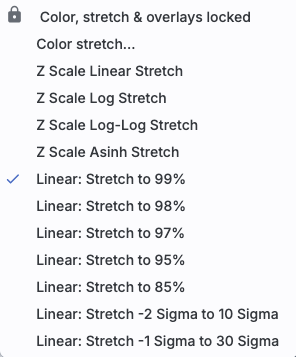 Color, stretch & overlays locked
Color stretch...
Z Scale Linear Stretch
Z Scale Log Stretch
Z Scale Log-Log Stretch
Z Scale Asinh Stretch
Linear: Stretch to 99%
Linear: Stretch to 98%
Linear: Stretch to 97%
Linear: Stretch to 95%
Linear: Stretch to 85%
Linear: Stretch -2 Sigma to 10 Sigma
Linear: Stretch -1 Sigma to 30 Sigma